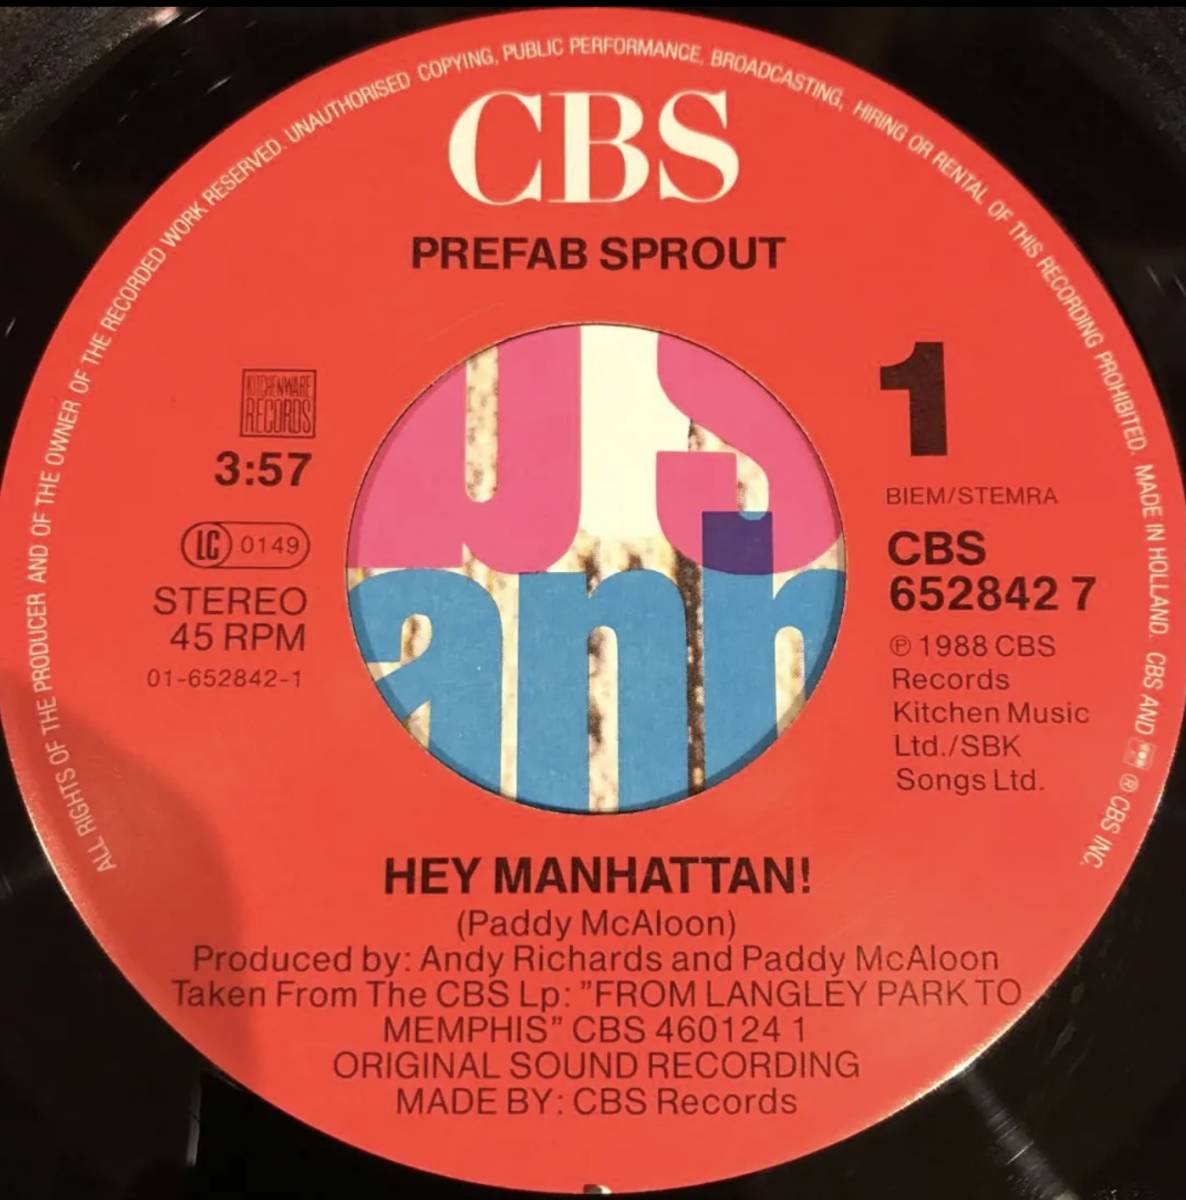 ALL RIGHTS OF THE PRODUCER AND OF THE OWNER OF THE RECORDED WORK RESERVED. UNAUTHORISED COPYING, PUBLIC PERFORMANCE, BROADCASTING, HIRING OR RENTAL OF THIS RECORDING PROHIBITED. MADE IN HOLLAND. CBS AND ® CBS INC.
CBS
PREFAB SPROUT
KITCHENWARE
RECORDS
3:57
LC 0149
STEREO
45 RPM
01-652842-1
1
BIEM/STEMRA
CBS
652842 7
℗ 1988 CBS
Records
Kitchen Music
Ltd./SBK
Songs Ltd.
HEY MANHATTAN!
(Paddy McAloon)
Produced by: Andy Richards and Paddy McAloon
Taken From The CBS Lp: ”FROM LANGLEY PARK TO
MEMPHIS” CBS 460124 1
ORIGINAL SOUND RECORDING
MADE BY: CBS Records